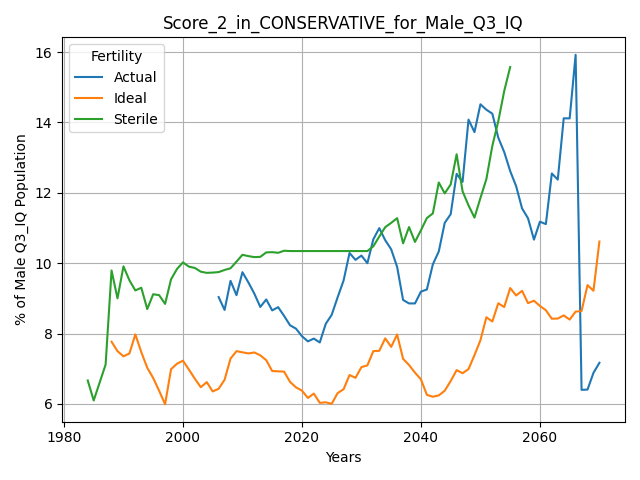 Score_2_in_CONSERVATIVE_for_Male_Q3_IQ
% of Male Q3_IQ Population
16
14
12
10
8
6
Fertility
Actual
Ideal
Sterile
1980
2000
2020
2040
2060
Years